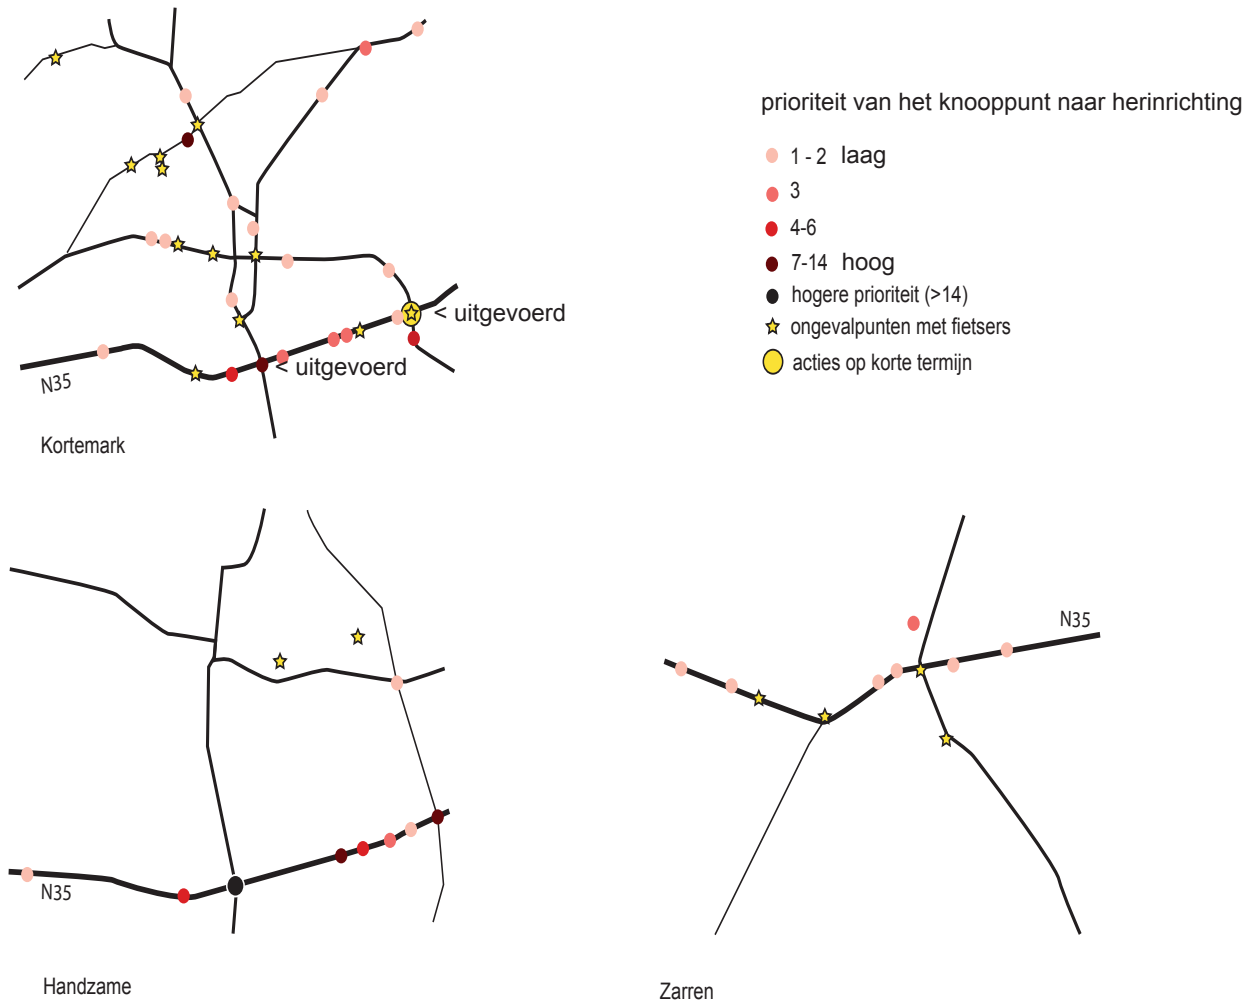 prioriteit van het knooppunt naar herinrichting
1 - 2 laag
3
4-6
7-14 hoog
hogere prioriteit (>14)
ongevalpunten met fietsers
acties op korte termijn
< uitgevoerd
< uitgevoerd
N35
Kortemark
N35
N35
Handzame
Zarren